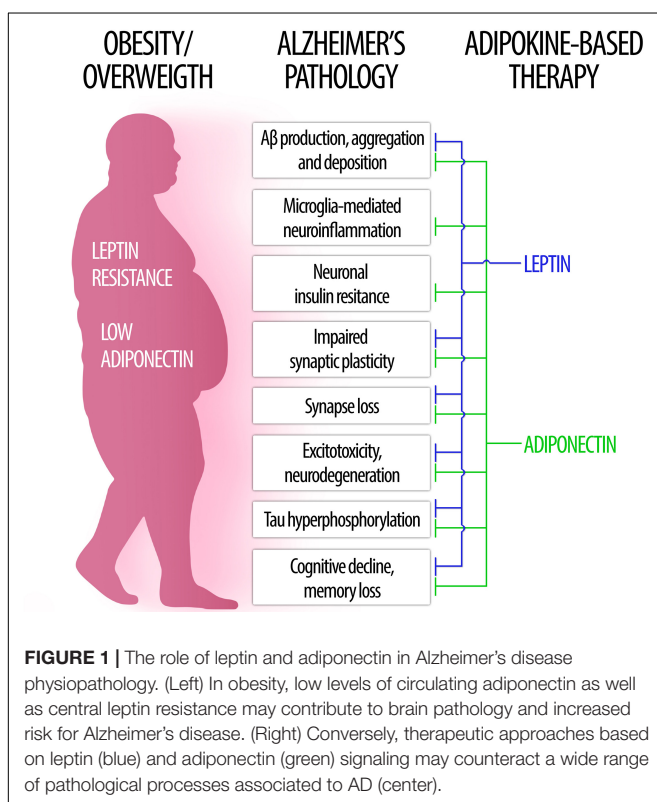 OBESITY/
OVERWEIGTH
ALZHEIMER'S
PATHOLOGY
ADIPOKINE-BASED
THERAPY
LEPTIN
RESISTANCE
LOW
ADIPONECTIN
Aβ production, aggregation
and deposition
Microglia-mediated
neuroinflammation
Neuronal
insulin resitance
Impaired
synaptic plasticity
Synapse loss
Excitotoxicity,
neurodegeneration
Tau hyperphosphorylation
Cognitive decline,
memory loss
LEPTIN
ADIPONECTIN
FIGURE 1 | The role of leptin and adiponectin in Alzheimer's disease
physiopathology. (Left) In obesity, low levels of circulating adiponectin as well
as central leptin resistance may contribute to brain pathology and increased
risk for Alzheimer's disease. (Right) Conversely, therapeutic approaches based
on leptin (blue) and adiponectin (green) signaling may counteract a wide range
of pathological processes associated to AD (center).